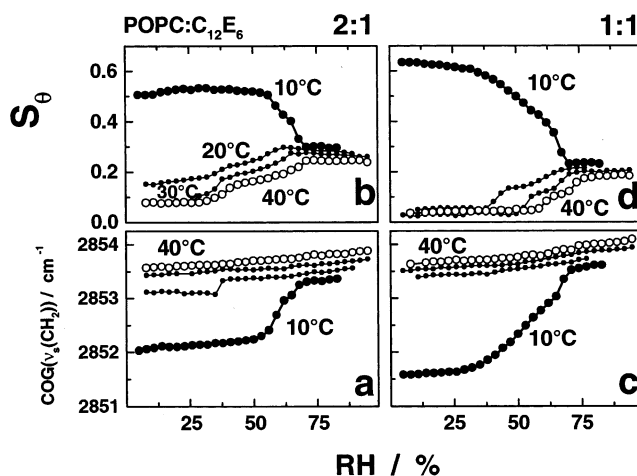 POPC:C₁₂E₆ 2:1 1:1
S_θ
0.6
0.4
0.2
0.0
10°C
20°C
30°C
40°C
b
10°C
40°C
d
COG(ν_s(CH₂)) / cm⁻¹
2854
2853
2852
2851
40°C
10°C
a
40°C
10°C
c
25 50 75 25 50 75
RH / %